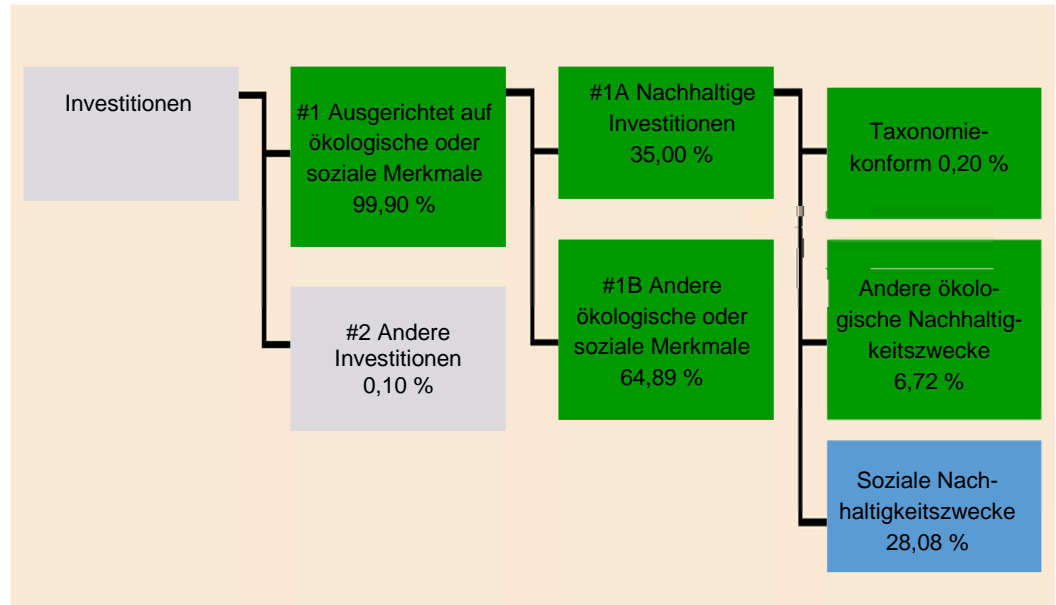 Investitionen
#1 Ausgerichtet auf
ökologische oder
soziale Merkmale
99,90 %
#2 Andere
Investitionen
0,10 %
#1A Nachhaltige
Investitionen
35,00 %
#1B Andere
ökologische oder
soziale Merkmale
64,89 %
Taxonomie-
konform 0,20 %
Andere ökolo-
gische Nachhaltig-
keitszwecke
6,72 %
Soziale Nach-
haltigkeitszwecke
28,08 %